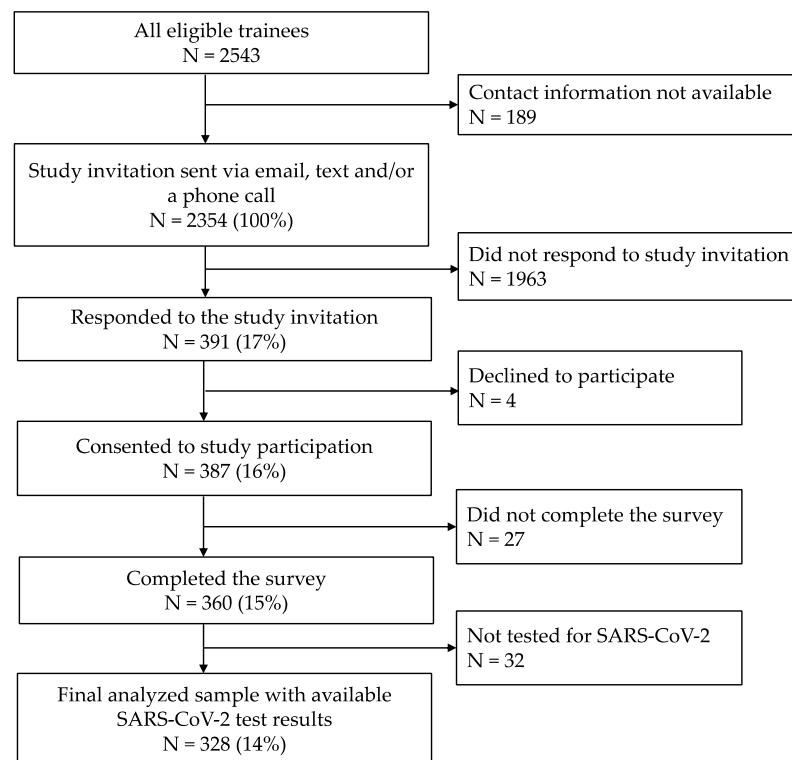 All eligible trainees
N = 2543
Contact information not available
N = 189
Study invitation sent via email, text and/or
a phone call
N = 2354 (100%)
Did not respond to study invitation
N = 1963
Responded to the study invitation
N = 391 (17%)
Declined to participate
N = 4
Consented to study participation
N = 387 (16%)
Did not complete the survey
N = 27
Completed the survey
N = 360 (15%)
Not tested for SARS-CoV-2
N = 32
Final analyzed sample with available
SARS-CoV-2 test results
N = 328 (14%)